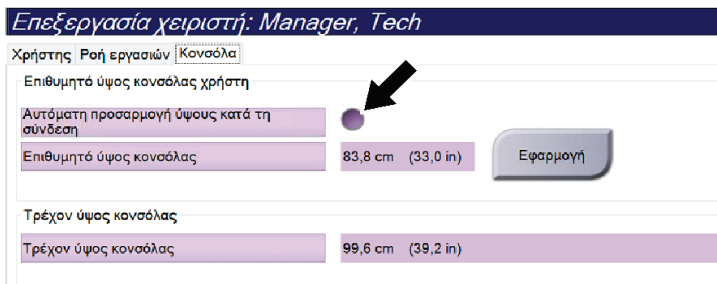 Επεξεργασία χειριστή: Manager, Tech
Χρήστης Ροή εργασιών Κονσόλα
Επιθυμητό ύψος κονσόλας χρήστη
Αυτόματη προσαρμογή ύψους κατά τη
σύνδεση
Επιθυμητό ύψος κονσόλας 83,8 cm (33,0 in) Εφαρμογή
Τρέχον ύψος κονσόλας
Τρέχον ύψος κονσόλας 99,6 cm (39,2 in)